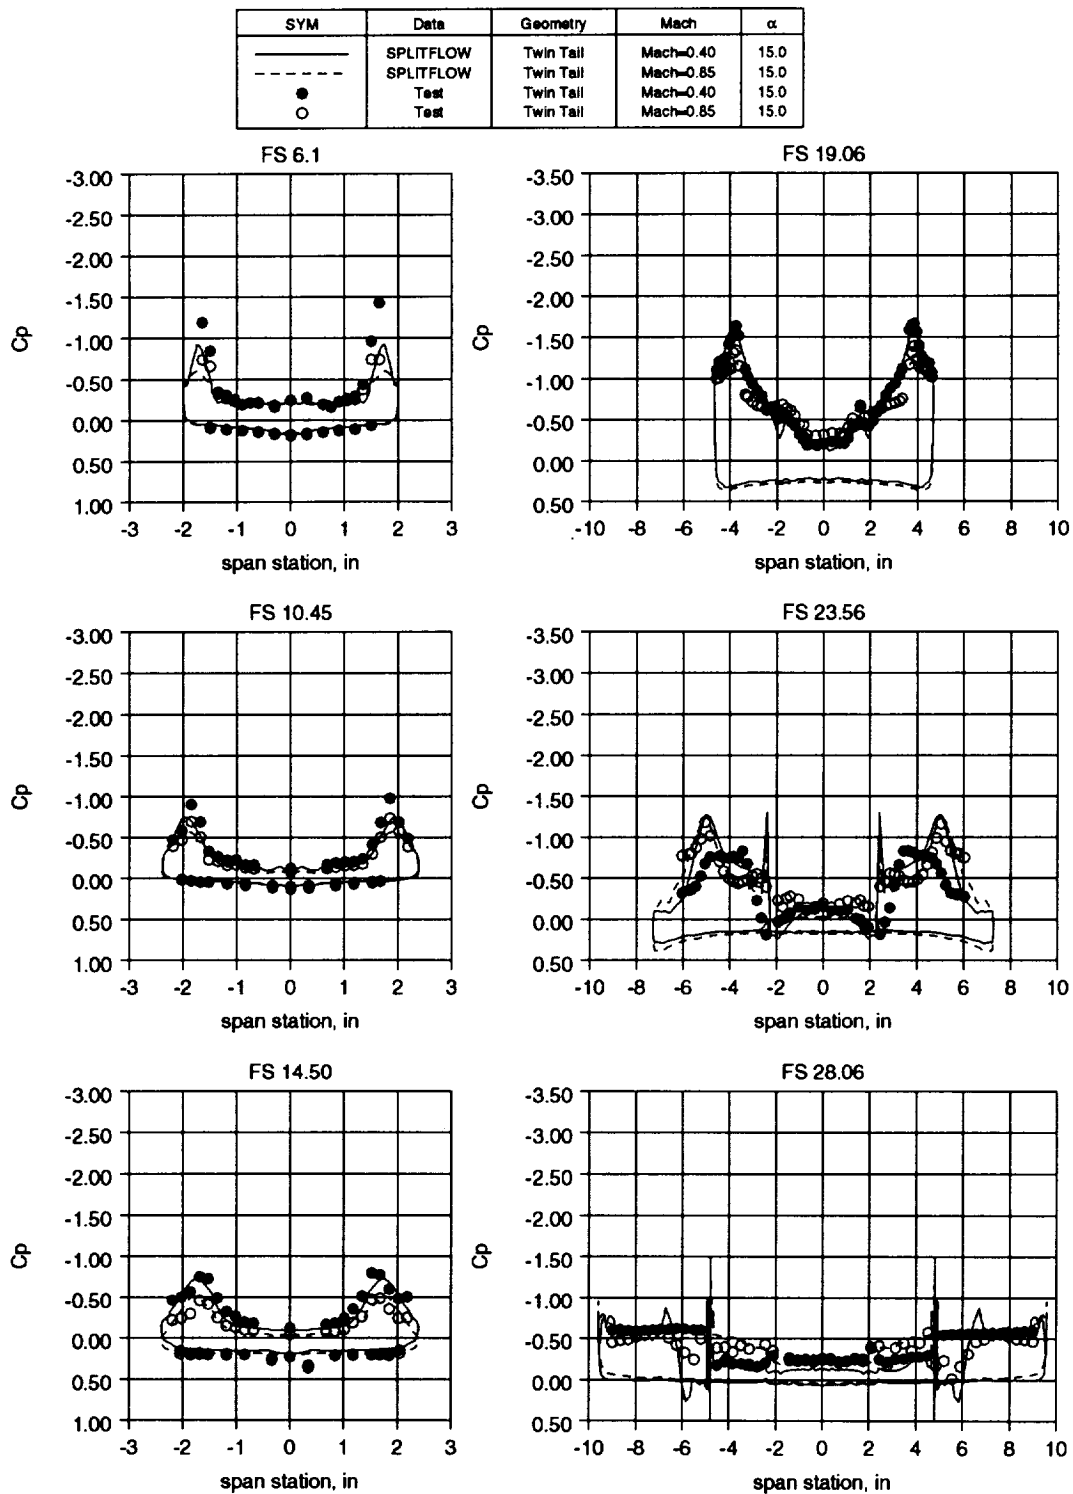 SYM Data Geometry Mach α
SPLITFLOW Twin Tail Mach=0.40 15.0
SPLITFLOW Twin Tail Mach=0.85 15.0
Test Twin Tail Mach=0.40 15.0
Test Twin Tail Mach=0.85 15.0
FS 6.1
-3.00
-2.50
-2.00
-1.50
-1.00
-0.50
0.00
0.50
1.00
Cp
-3 -2 -1 0 1 2 3
span station, in
FS 19.06
-3.50
-3.00
-2.50
-2.00
-1.50
-1.00
-0.50
0.00
0.50
Cp
-10 -8 -6 -4 -2 0 2 4 6 8 10
span station, in
FS 10.45
-3.00
-2.50
-2.00
-1.50
-1.00
-0.50
0.00
0.50
1.00
Cp
-3 -2 -1 0 1 2 3
span station, in
FS 23.56
-3.50
-3.00
-2.50
-2.00
-1.50
-1.00
-0.50
0.00
0.50
Cp
-10 -8 -6 -4 -2 0 2 4 6 8 10
span station, in
FS 14.50
-3.00
-2.50
-2.00
-1.50
-1.00
-0.50
0.00
0.50
1.00
Cp
-3 -2 -1 0 1 2 3
span station, in
FS 28.06
-3.50
-3.00
-2.50
-2.00
-1.50
-1.00
-0.50
0.00
0.50
Cp
-10 -8 -6 -4 -2 0 2 4 6 8 10
span station, in